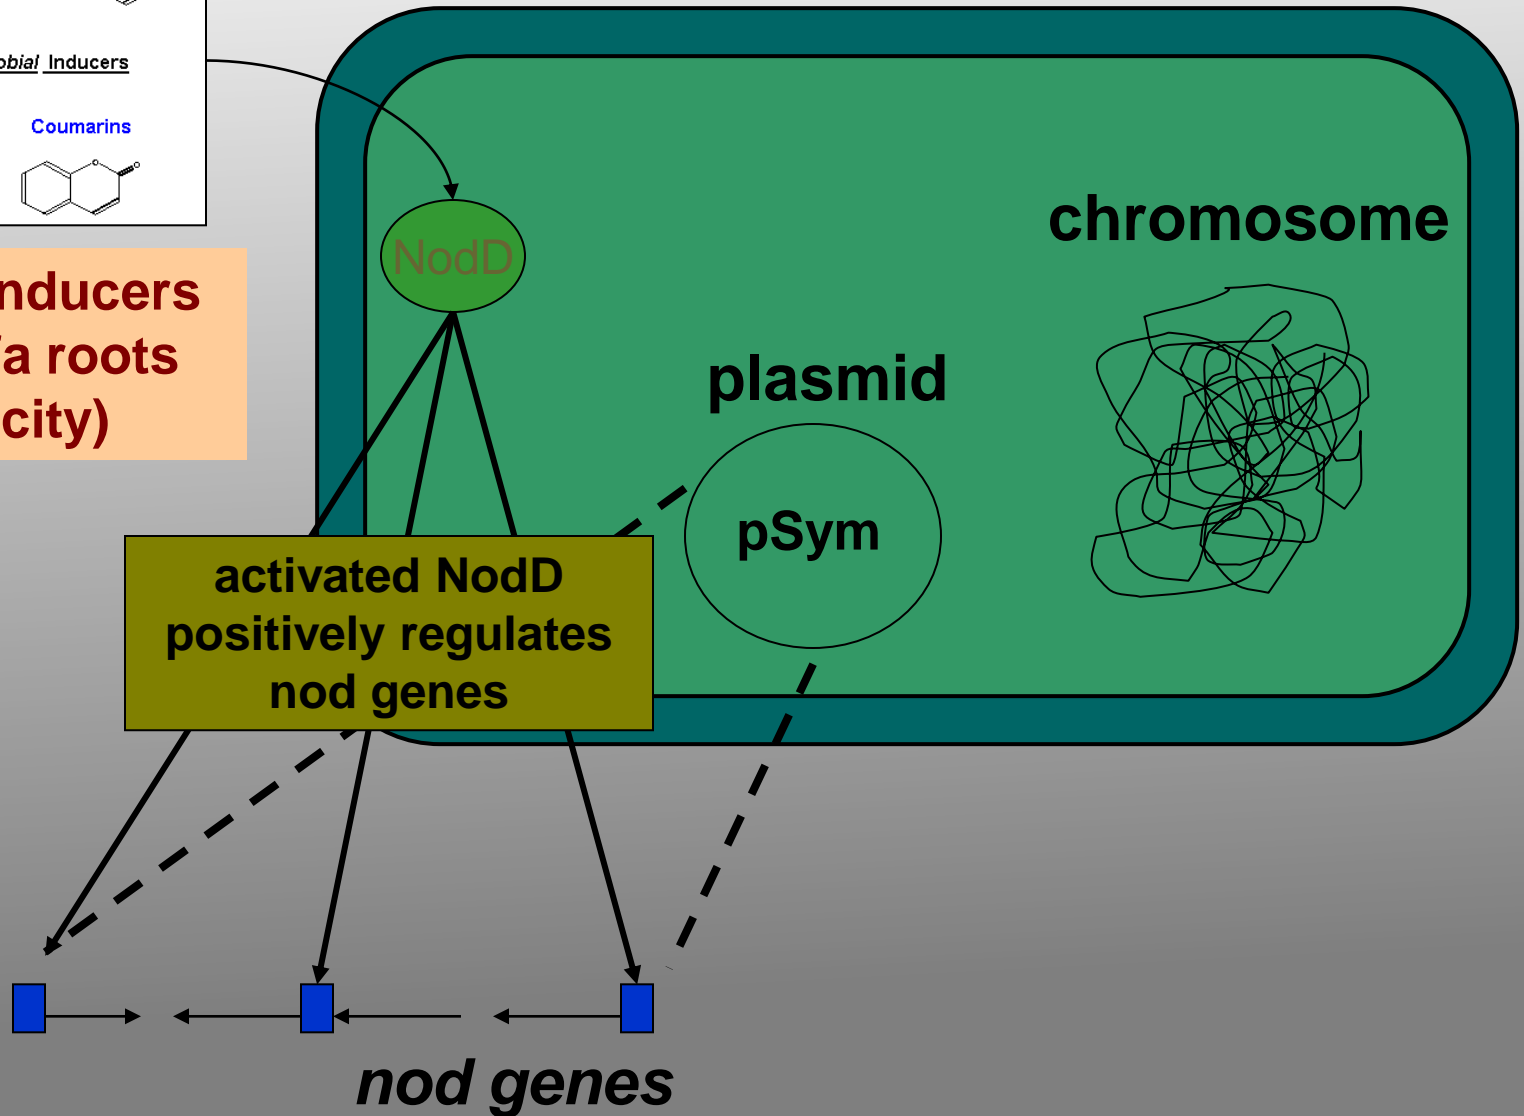 obial Inducers
Coumarins
nducers
a roots
city)
NodD
chromosome
plasmid
pSym
activated NodD
positively regulates
nod genes
nod genes